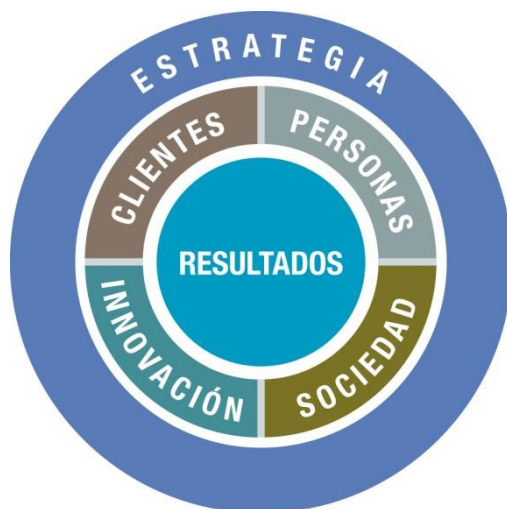 ESTRATEGIA
CLIENTES
PERSONAS
RESULTADOS
INNOVACIÓN
SOCIEDAD